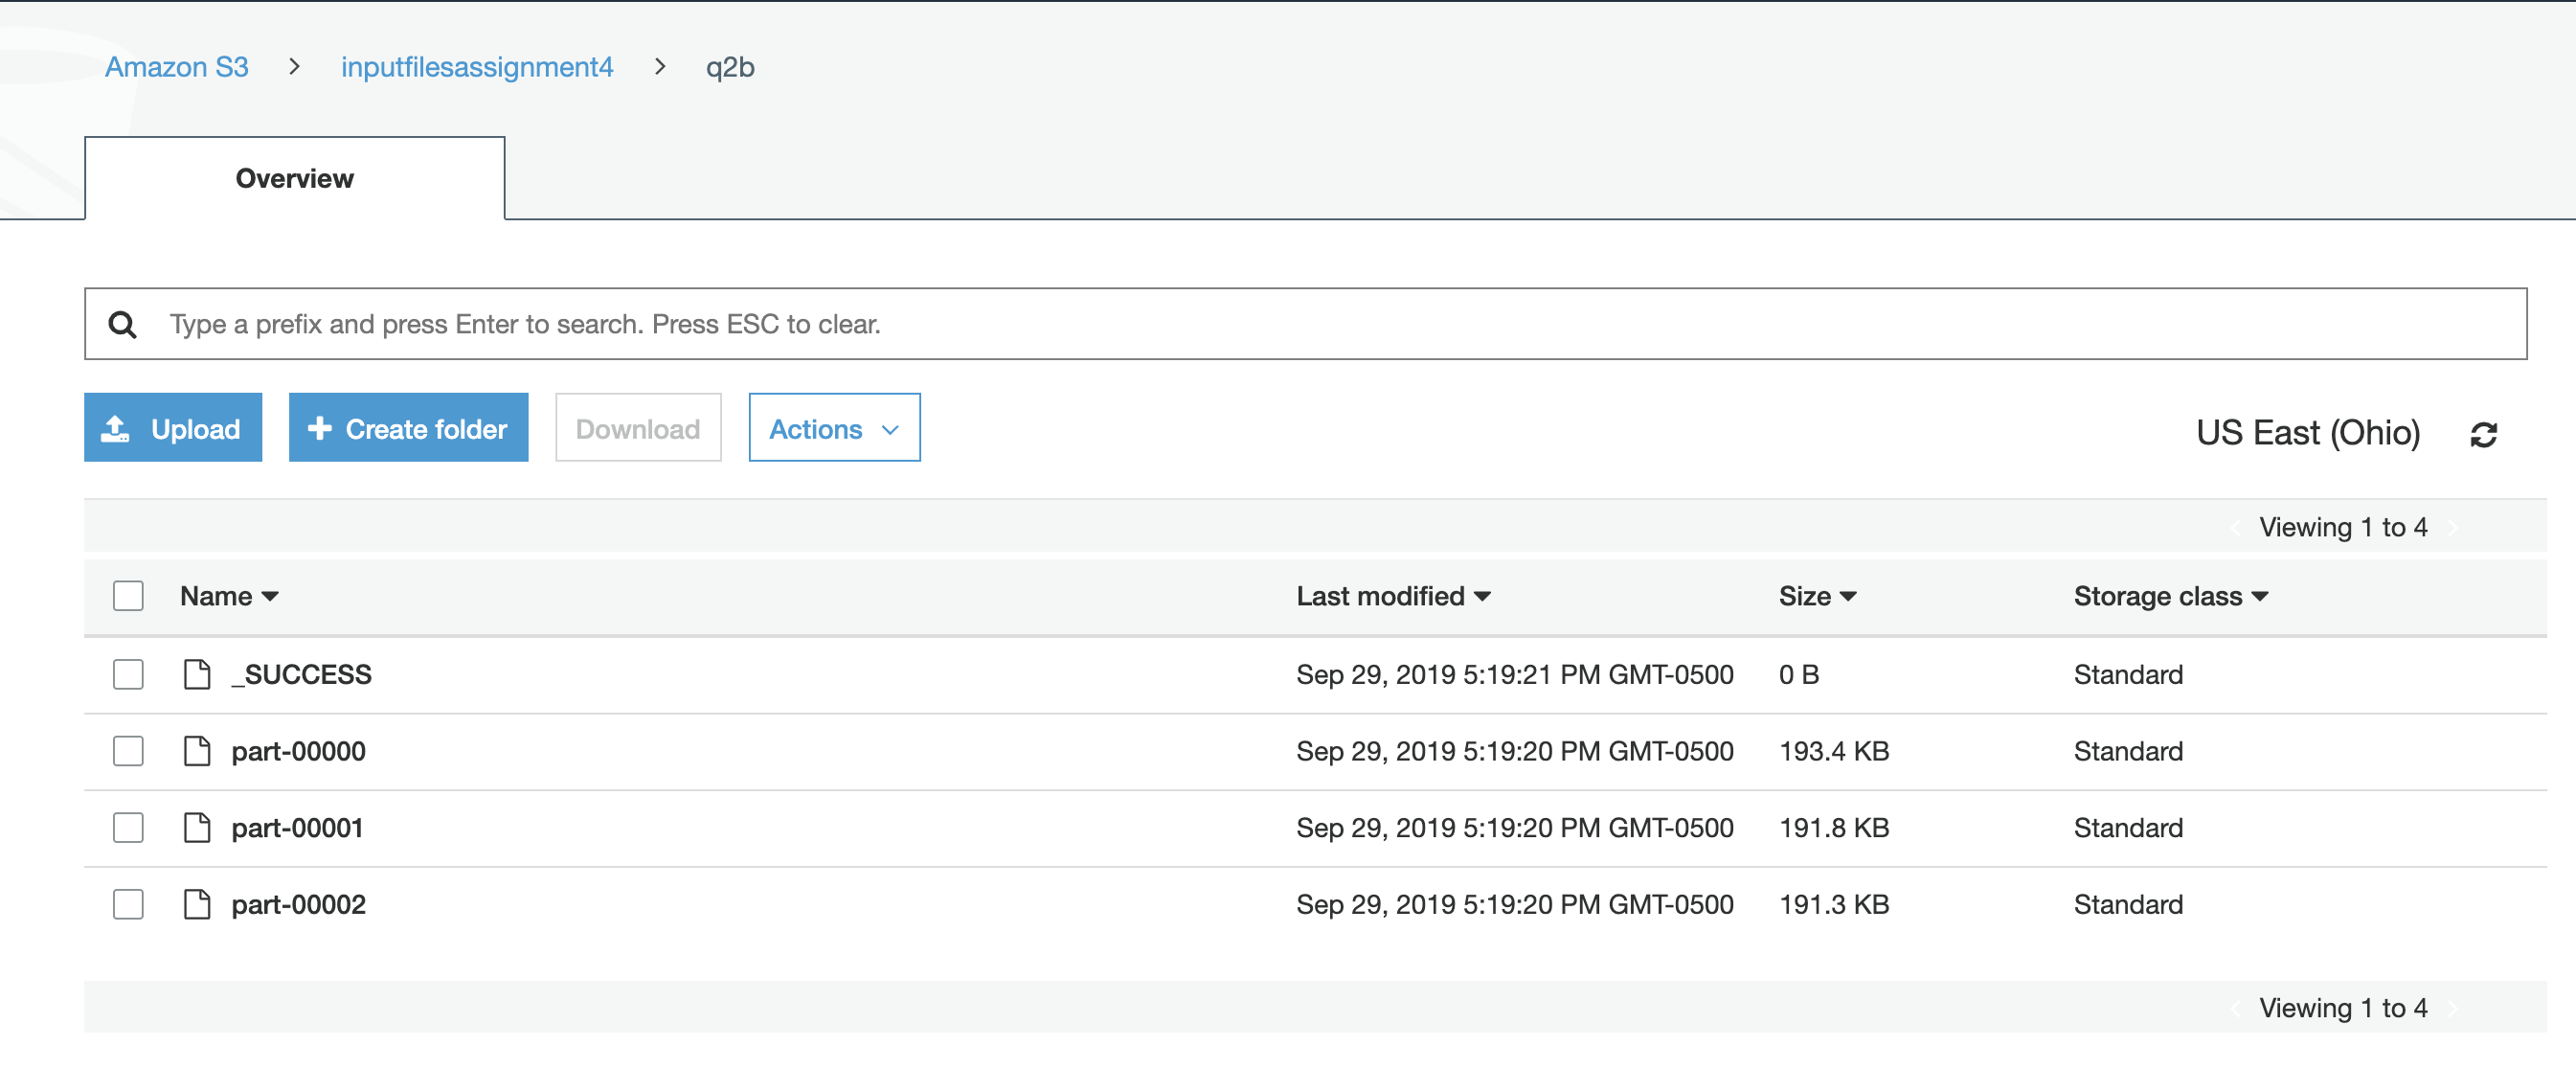 Amazon S3 > inputfilesassignment4 > q2b
Overview
Type a prefix and press Enter to search. Press ESC to clear.
Upload + Create folder Download Actions US East (Ohio)
Viewing 1 to 4
Name Last modified Size Storage class
_SUCCESS Sep 29, 2019 5:19:21 PM GMT-0500 0 B Standard
part-00000 Sep 29, 2019 5:19:20 PM GMT-0500 193.4 KB Standard
part-00001 Sep 29, 2019 5:19:20 PM GMT-0500 191.8 KB Standard
part-00002 Sep 29, 2019 5:19:20 PM GMT-0500 191.3 KB Standard
Viewing 1 to 4